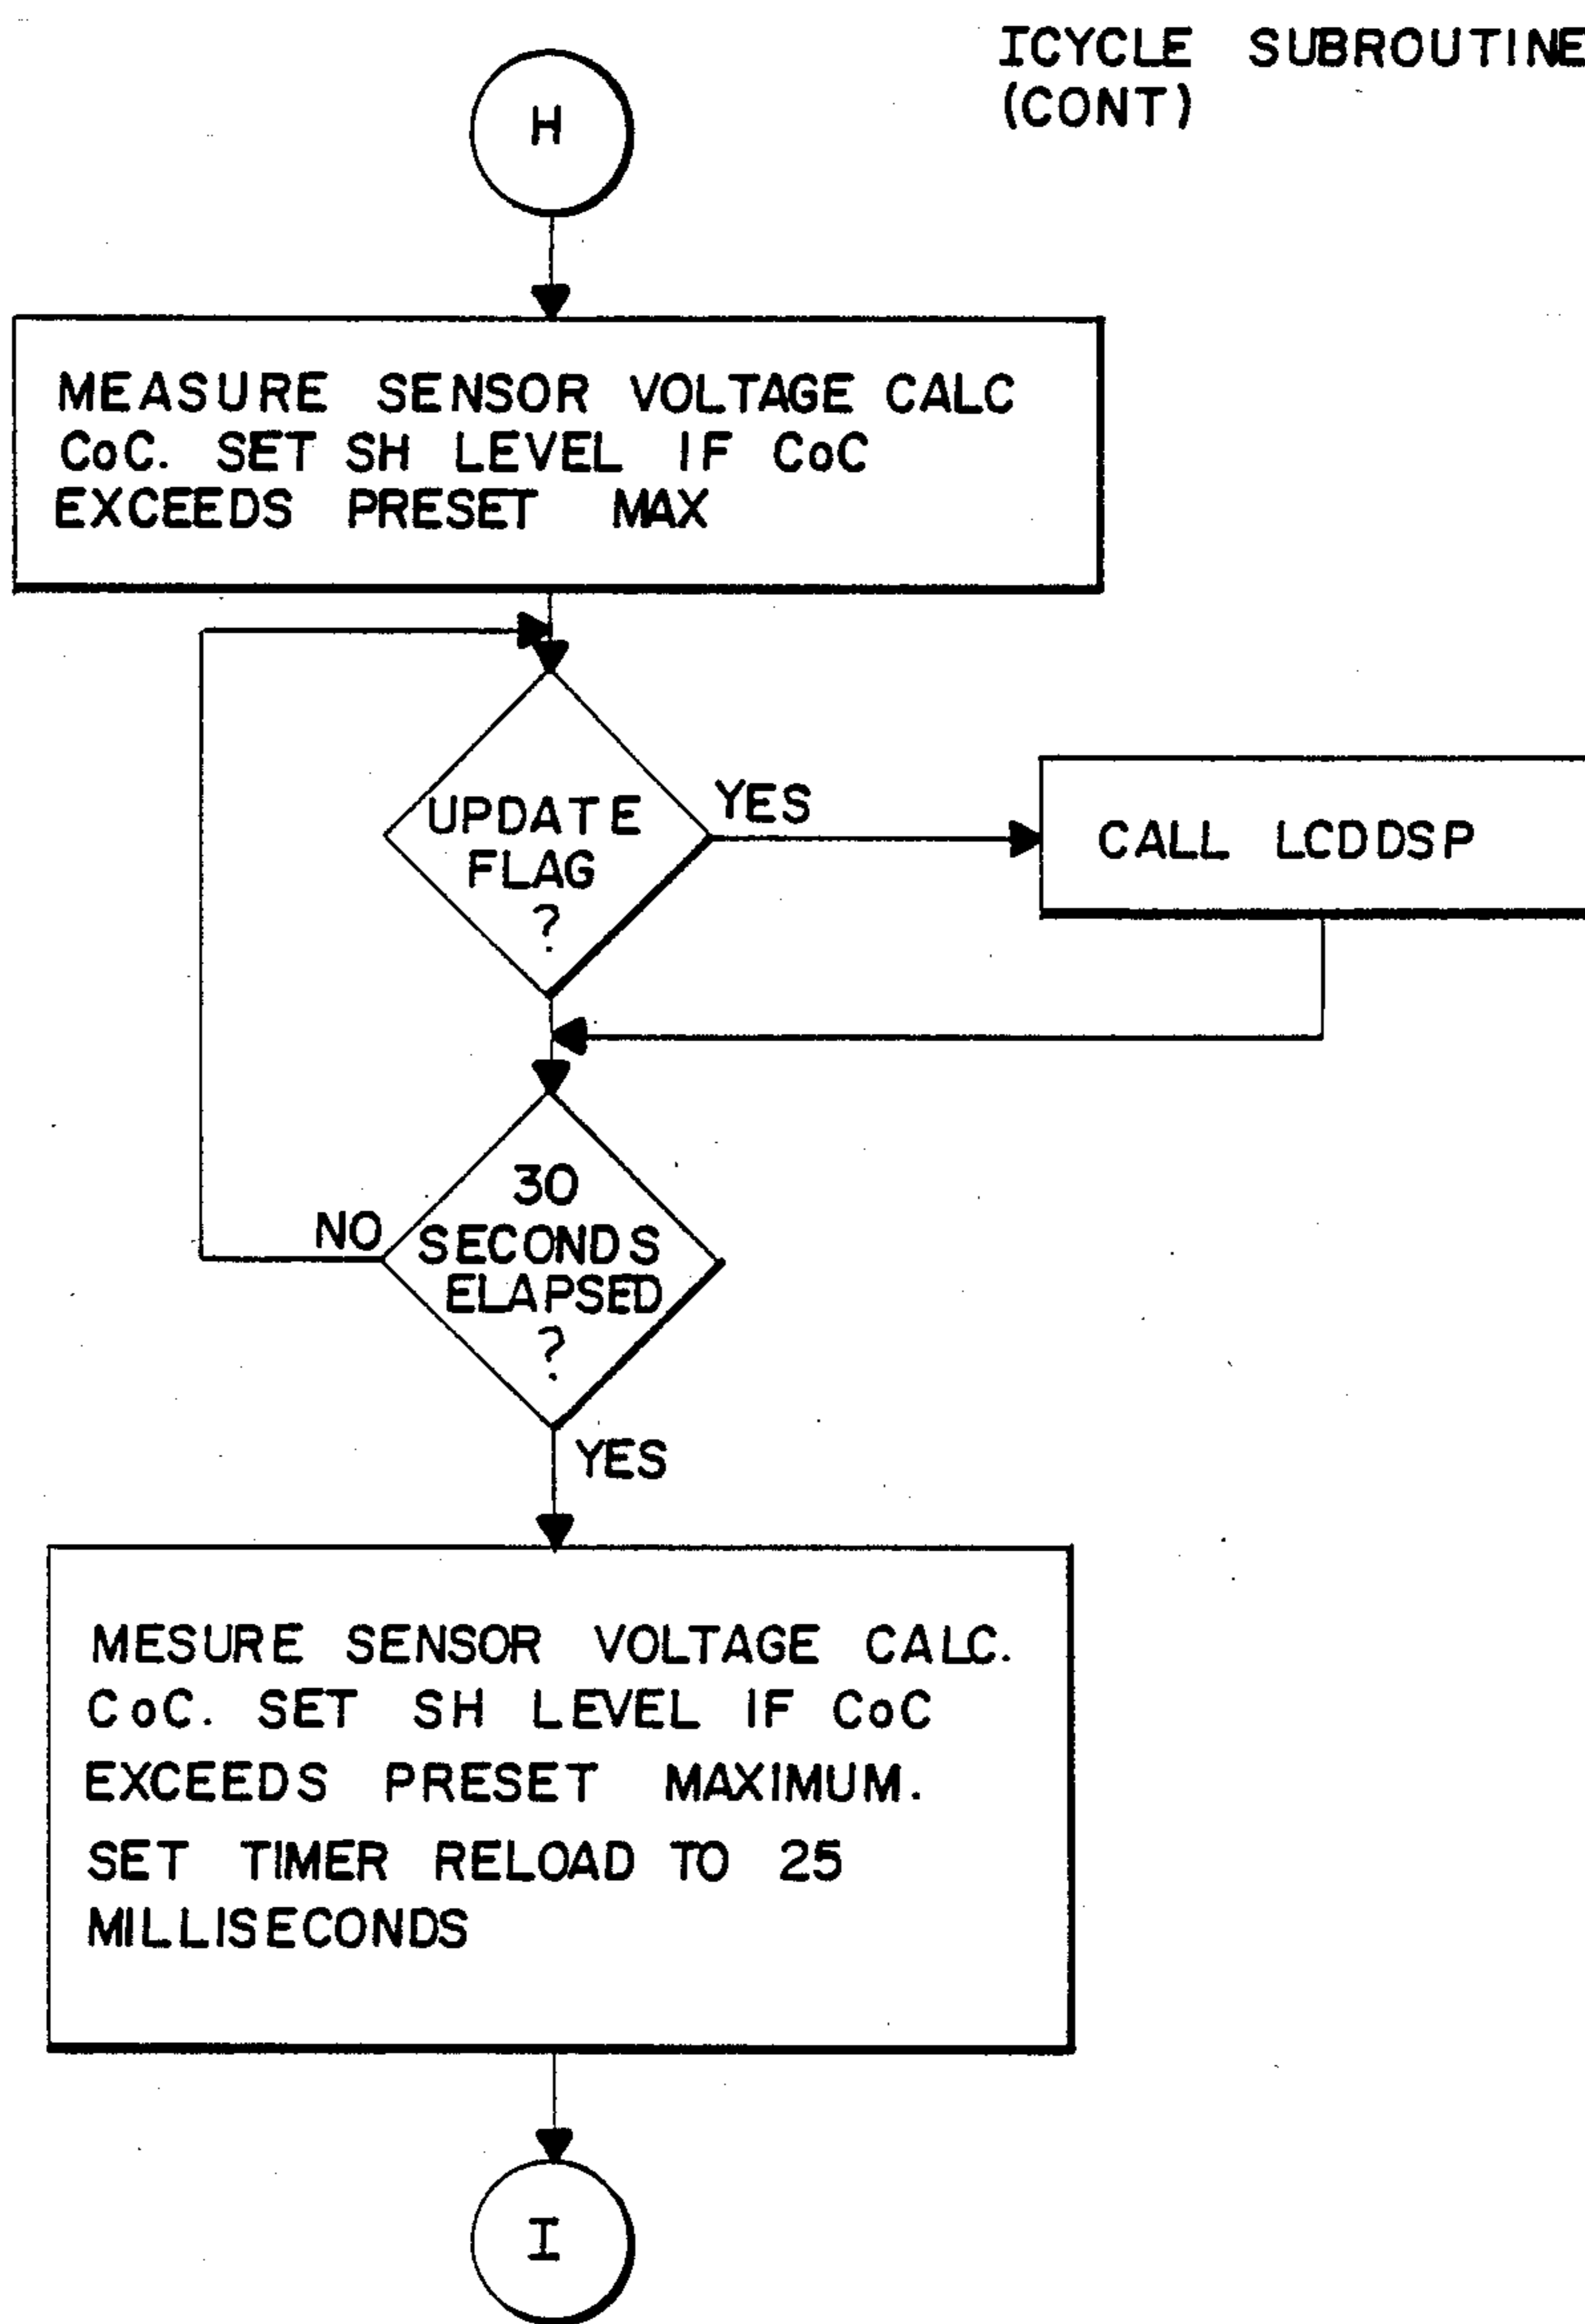 ICYCLE SUBROUTINE
(CONT)
H
MEASURE SENSOR VOLTAGE CALC
CoC. SET SH LEVEL IF CoC
EXCEEDS PRESET MAX
UPDATE
FLAG
?
YES
CALL LCDDSP
30
SECONDS
ELAPSED
?
NO
YES
MESURE SENSOR VOLTAGE CALC.
CoC. SET SH LEVEL IF CoC
EXCEEDS PRESET MAXIMUM.
SET TIMER RELOAD TO 25
MILLISECONDS
I